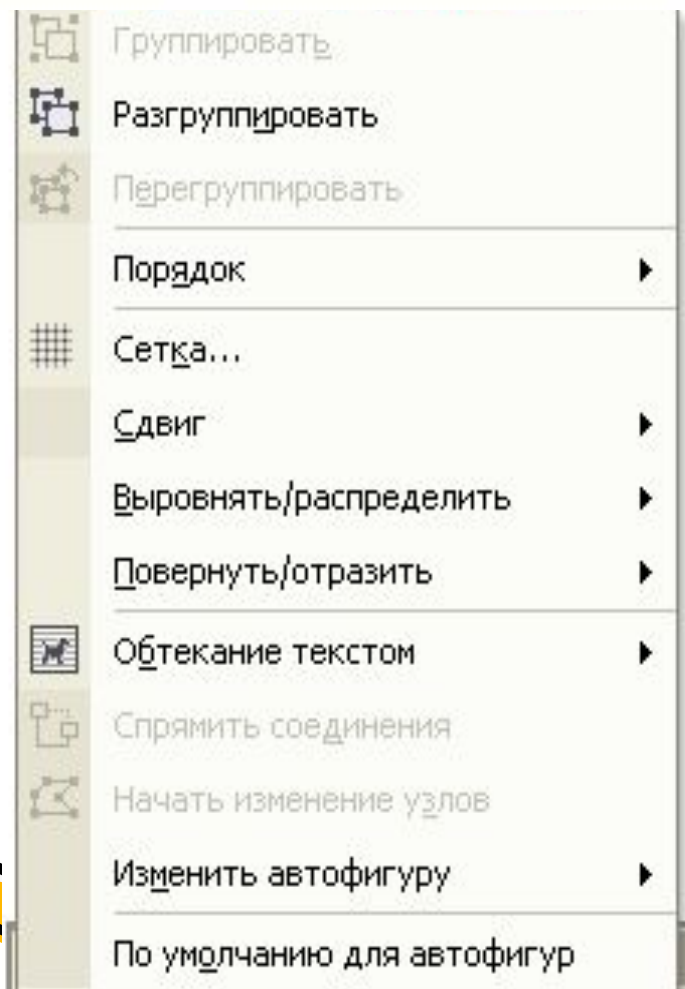 Группировать
Разгруппировать
Перегруппировать
Порядок
Сетка...
Сдвиг
Выровнять/распределить
Повернуть/отразить
Обтекание текстом
Спрямить соединения
Начать изменение узлов
Изменить автофигуру
По умолчанию для автофигур